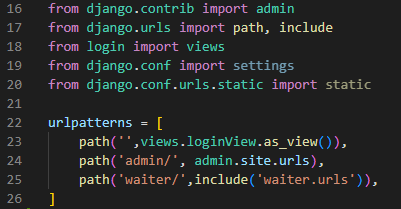 16 from django.contrib import admin
17 from django.urls import path, include
18 from login import views
19 from django.conf import settings
20 from django.conf.urls.static import static
21
22 urlpatterns = [
23     path('',views.loginView.as_view()),
24     path('admin/', admin.site.urls),
25     path('waiter/',include('waiter.urls')),
26 ]